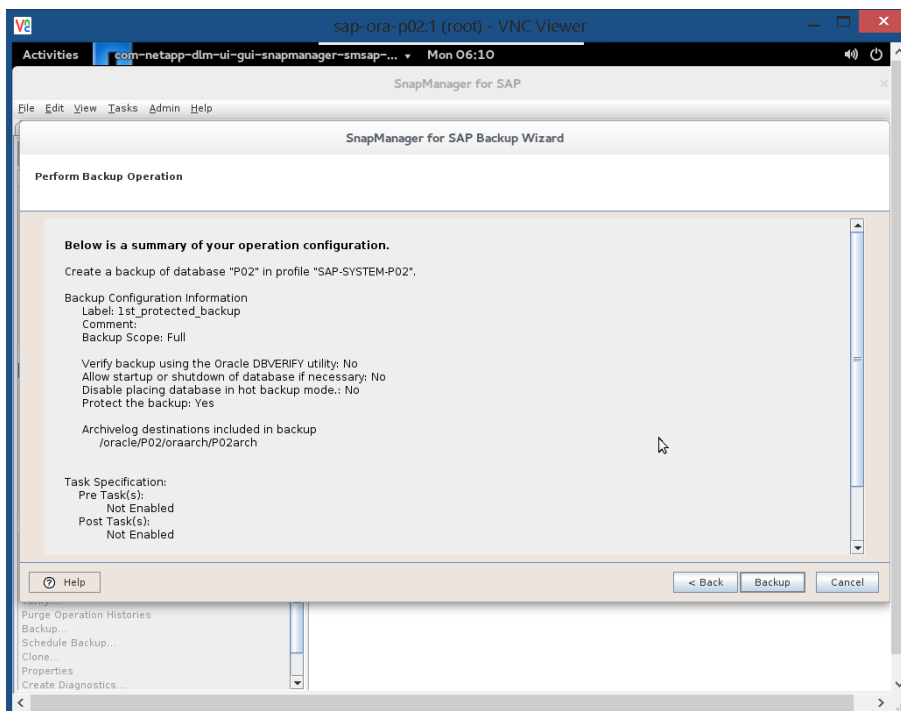 V2 sap-ora-p02:1 (root) - VNC Viewer
Activities com-netapp-dlm-ui-gui-snapmanager-smsap-... Mon 06:10
SnapManager for SAP
File Edit View Tasks Admin Help
SnapManager for SAP Backup Wizard
Perform Backup Operation
Below is a summary of your operation configuration.
Create a backup of database "P02" in profile "SAP-SYSTEM-P02".
Backup Configuration Information
Label: 1st_protected_backup
Comment:
Backup Scope: Full
Verify backup using the Oracle DBVERIFY utility: No
Allow startup or shutdown of database if necessary: No
Disable placing database in hot backup mode.: No
Protect the backup: Yes
Archivelog destinations included in backup
/oracle/P02/oraarch/P02arch
Task Specification:
Pre Task(s):
Not Enabled
Post Task(s):
Not Enabled
Help < Back Backup Cancel
Verify...
Purge Operation Histories
Backup...
Schedule Backup...
Clone...
Properties
Create Diagnostics...